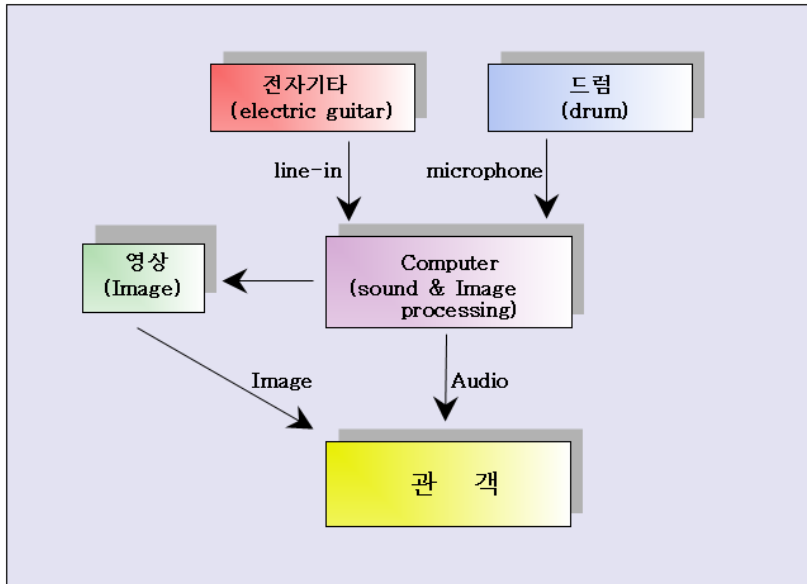 전자기타
(electric guitar)
드럼
(drum)
line-in
microphone
영상
(Image)
Computer
(sound & Image
processing)
Image
Audio
관 객